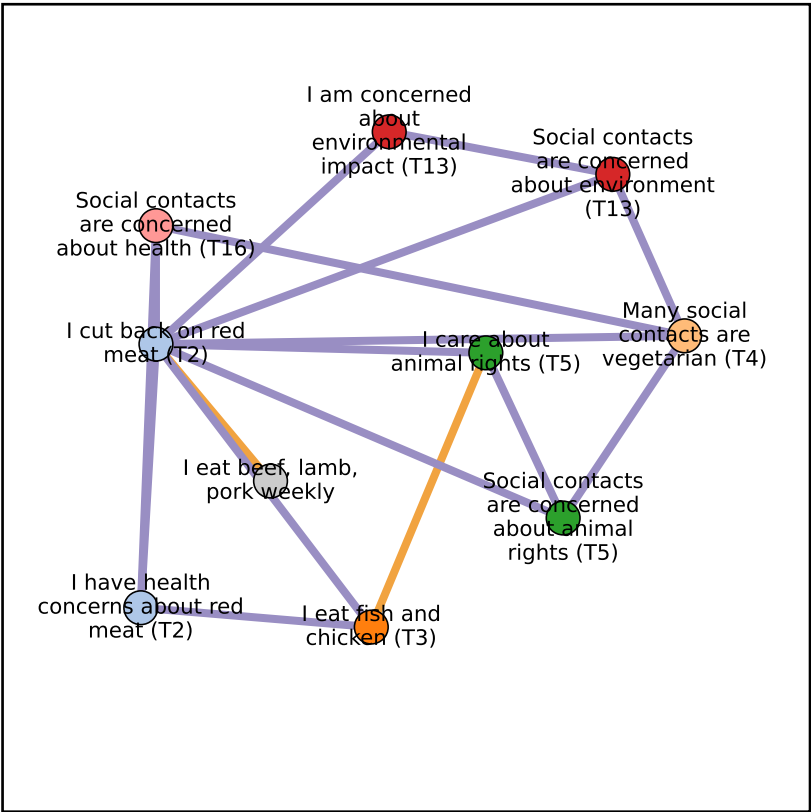 I am concerned
about
environmental
impact (T13)
Social contacts
are concerned
about environment
(T13)
Social contacts
are concerned
about health (T16)
Many social
contacts are
vegetarian (T4)
I cut back on red
meat (T2)
I care about
animal rights (T5)
I eat beef, lamb,
pork weekly
Social contacts
are concerned
about animal
rights (T5)
I have health
concerns about red
meat (T2)
I eat fish and
chicken (T3)